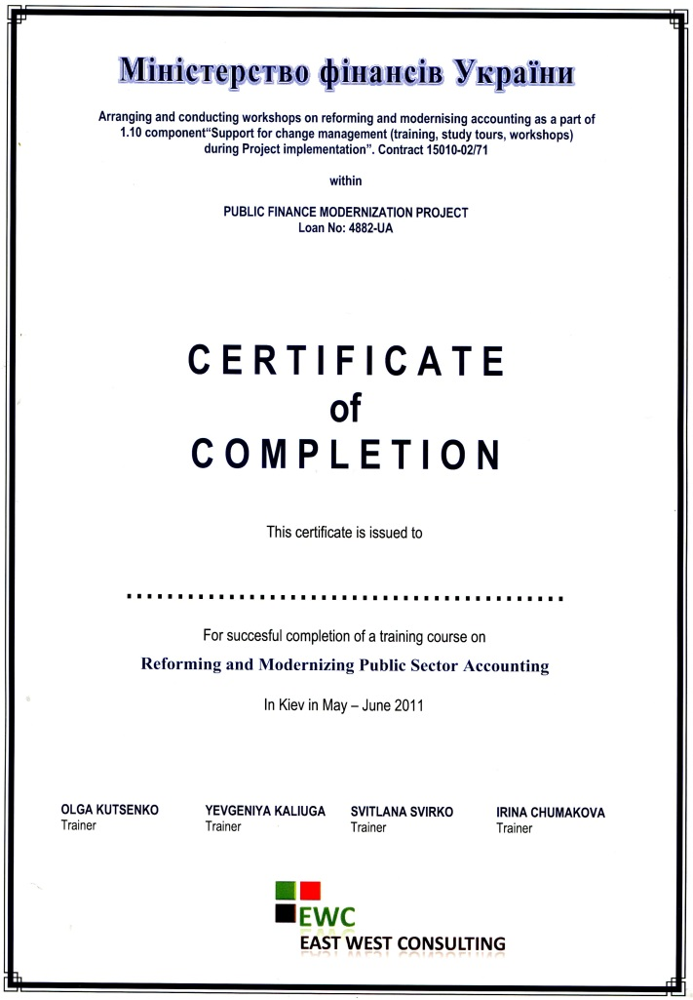 Міністерство фінансів України
Arranging and conducting workshops on reforming and modernising accounting as a part of
1.10 component“Support for change management (training, study tours, workshops)
during Project implementation”. Contract 15010-02/71
within
PUBLIC FINANCE MODERNIZATION PROJECT
Loan No: 4882-UA
CERTIFICATE
of
COMPLETION
This certificate is issued to
............................................
For succesful completion of a training course on
Reforming and Modernizing Public Sector Accounting
In Kiev in May – June 2011
OLGA KUTSENKO YEVGENIYA KALIUGA SVITLANA SVIRKO IRINA CHUMAKOVA
Trainer Trainer Trainer Trainer
EWC
EAST WEST CONSULTING